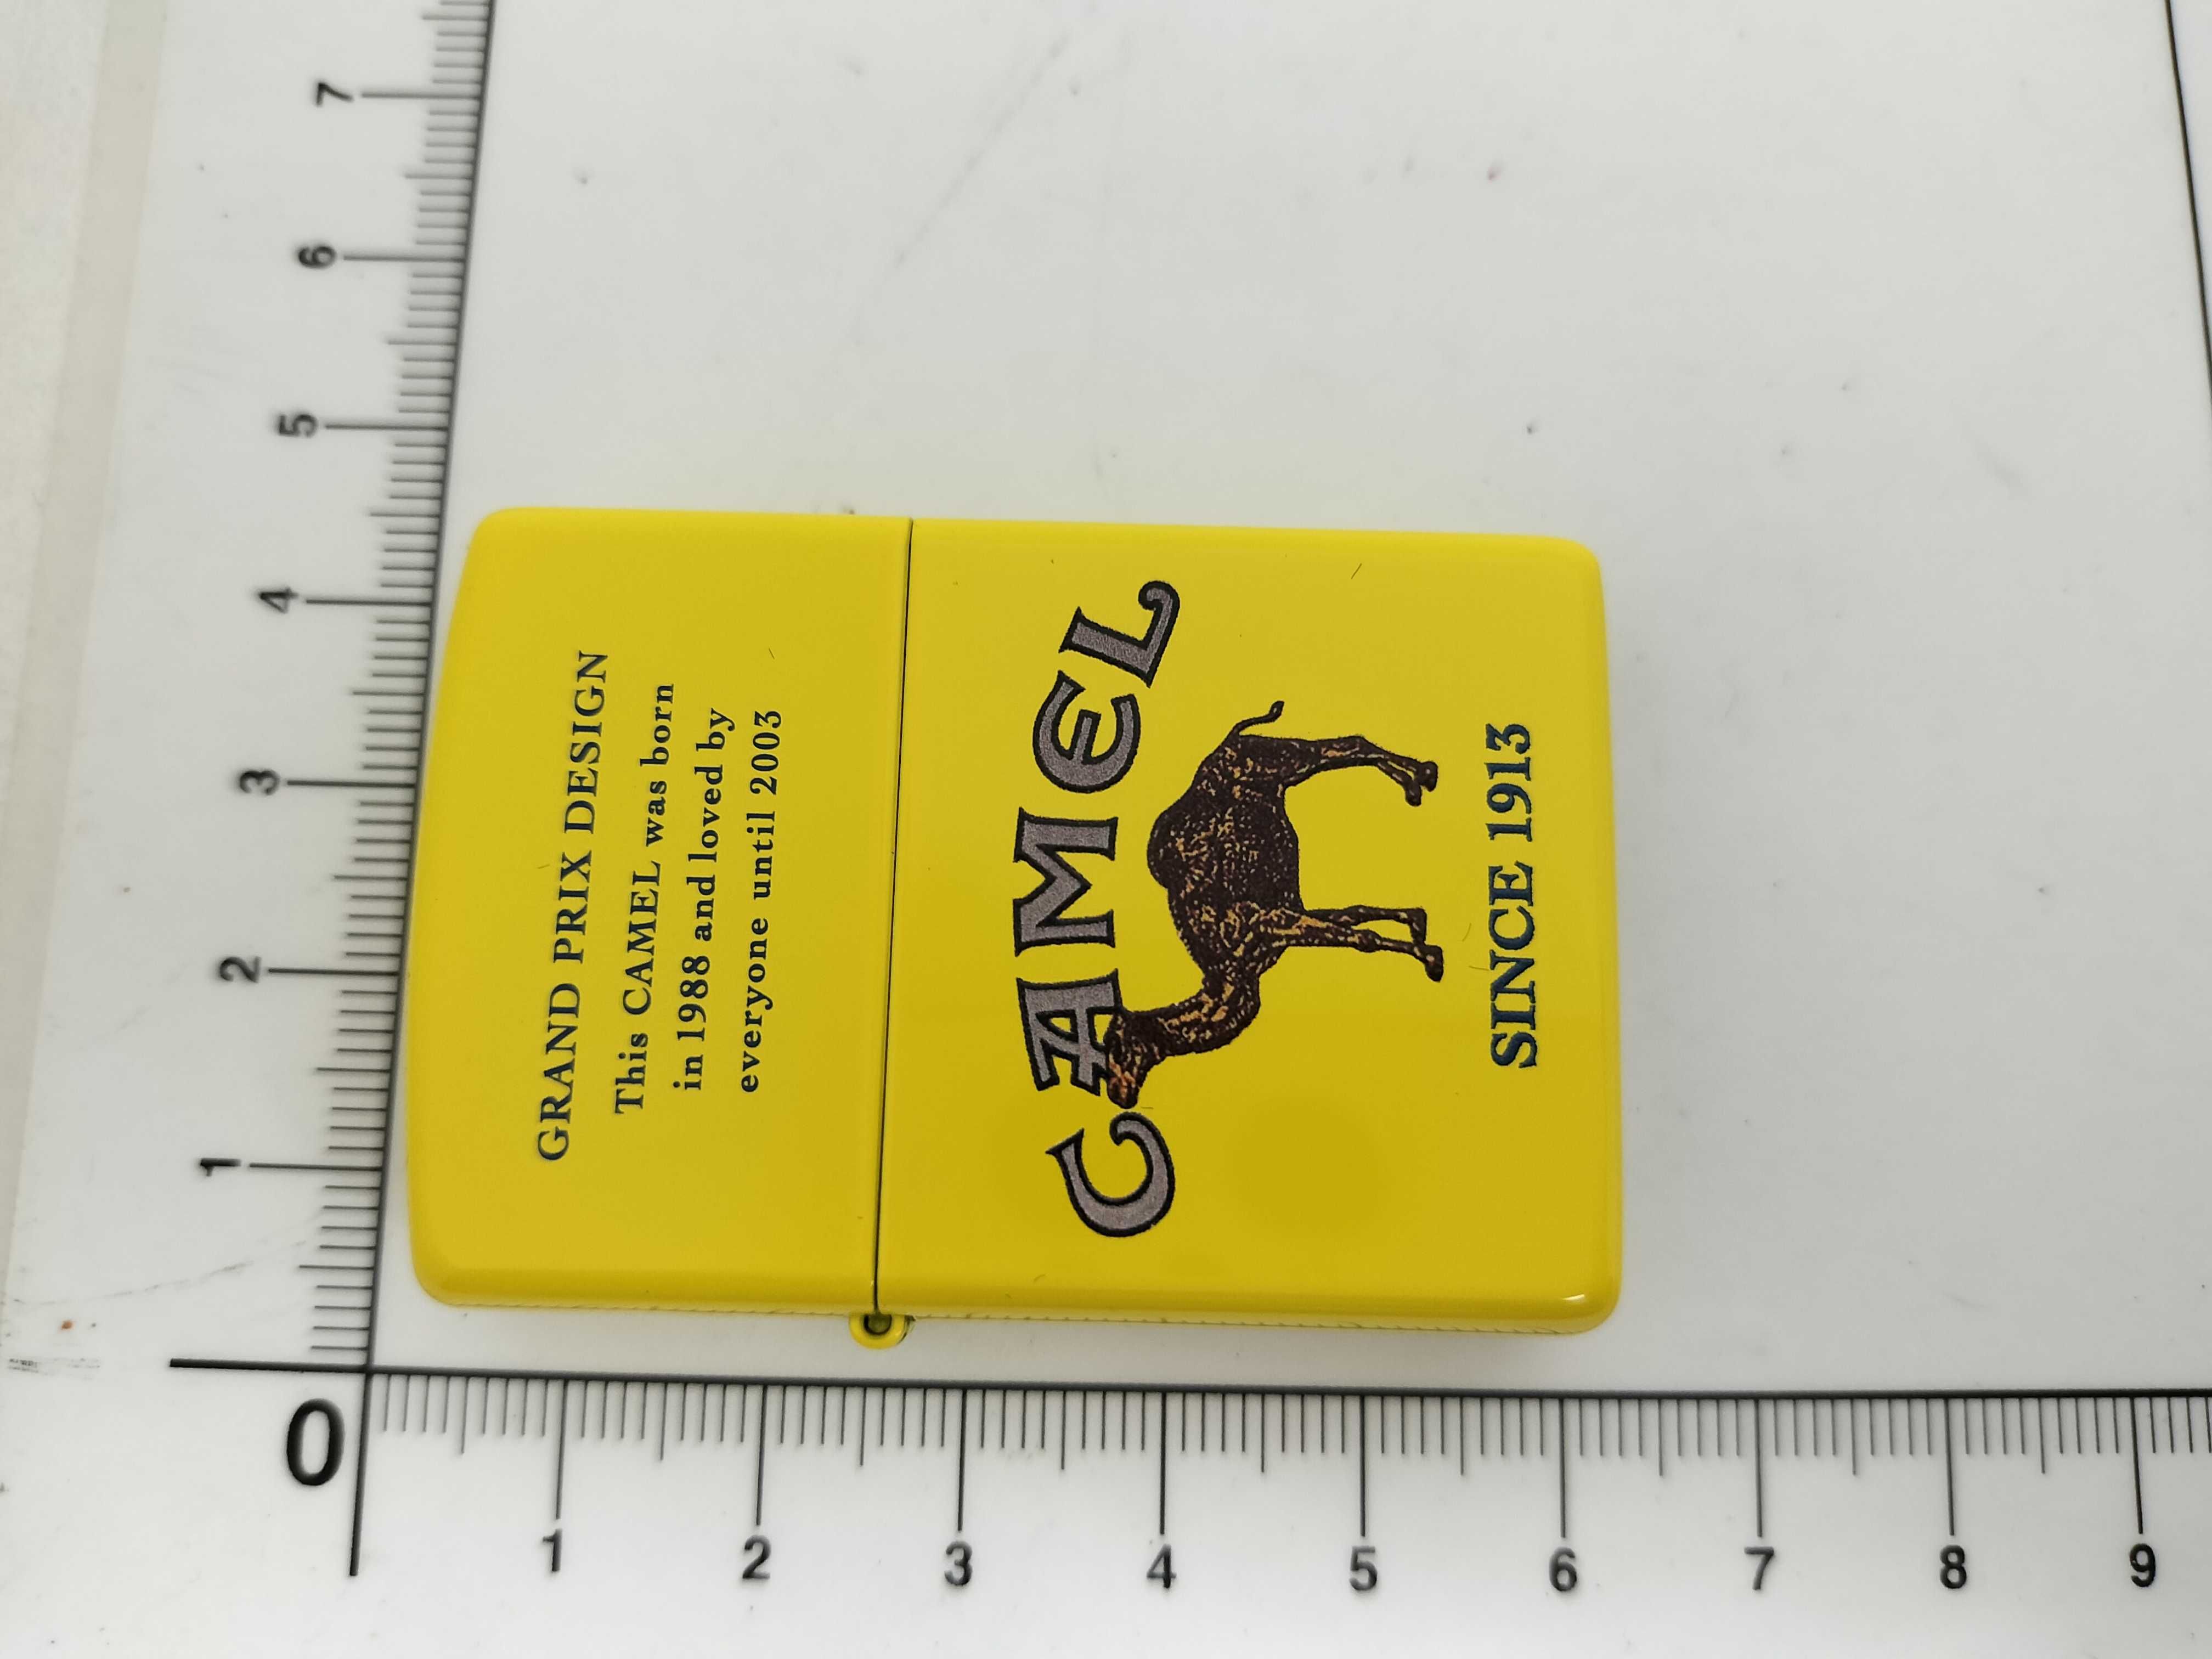 GRAND PRIX DESIGN
This CAMEL was born
in 1988 and loved by
everyone until 2003
CAMEL
SINCE 1913
7
6
5
4
3
2
1
0
1
2
3
4
5
6
7
8
9